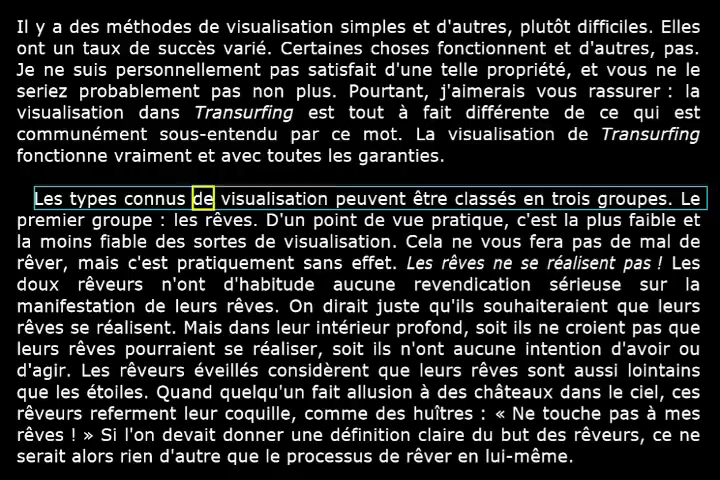 Il y a des méthodes de visualisation simples et d'autres, plutôt difficiles. Elles
ont un taux de succès varié. Certaines choses fonctionnent et d'autres, pas.
Je ne suis personnellement pas satisfait d'une telle propriété, et vous ne le
seriez probablement pas non plus. Pourtant, j'aimerais vous rassurer : la
visualisation dans Transurfing est tout à fait différente de ce qui est
communément sous-entendu par ce mot. La visualisation de Transurfing
fonctionne vraiment et avec toutes les garanties.
Les types connus de visualisation peuvent être classés en trois groupes. Le
premier groupe : les rêves. D'un point de vue pratique, c'est la plus faible et
la moins fiable des sortes de visualisation. Cela ne vous fera pas de mal de
rêver, mais c'est pratiquement sans effet. Les rêves ne se réalisent pas ! Les
doux rêveurs n'ont d'habitude aucune revendication sérieuse sur la
manifestation de leurs rêves. On dirait juste qu'ils souhaiteraient que leurs
rêves se réalisent. Mais dans leur intérieur profond, soit ils ne croient pas que
leurs rêves pourraient se réaliser, soit ils n'ont aucune intention d'avoir ou
d'agir. Les rêveurs éveillés considèrent que leurs rêves sont aussi lointains
que les étoiles. Quand quelqu'un fait allusion à des châteaux dans le ciel, ces
rêveurs referment leur coquille, comme des huîtres : « Ne touche pas à mes
rêves ! » Si l'on devait donner une définition claire du but des rêveurs, ce ne
serait alors rien d'autre que le processus de rêver en lui-même.